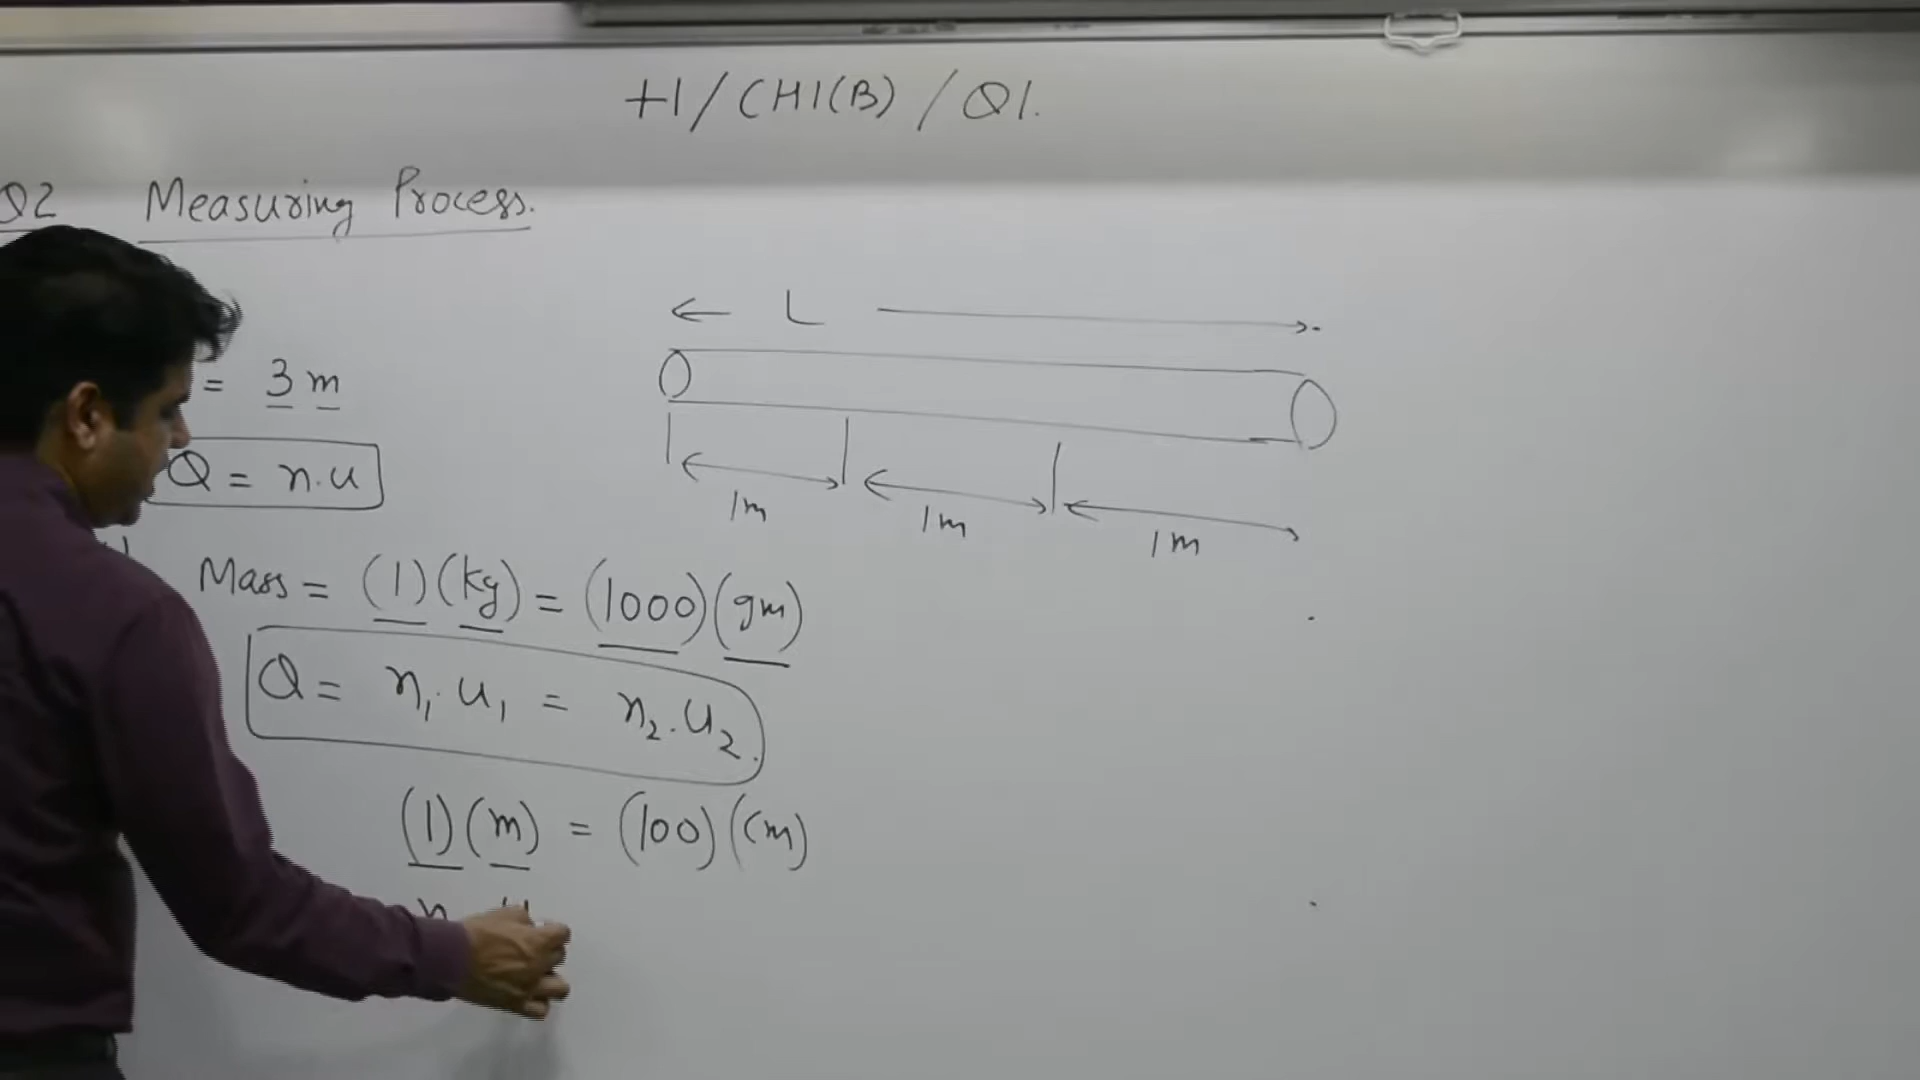 +1/CH1(B)/Q1.
Q2 Measuring Process.
L
= 3 m
Q = n.u
1m
1m
1m
Mass = (1)(kg) = (1000)(gm)
Q = n₁.u₁ = n₂.u₂.
(1)(m) = (100)(cm)
n u